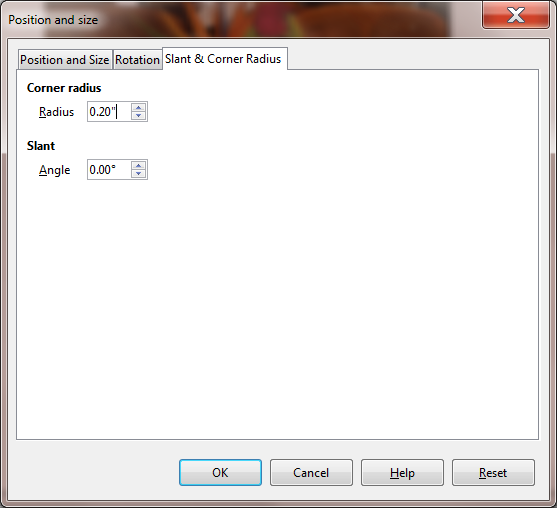 Position and size
Position and Size Rotation Slant & Corner Radius
Corner radius
Radius 0.20"
Slant
Angle 0.00°
OK Cancel Help Reset